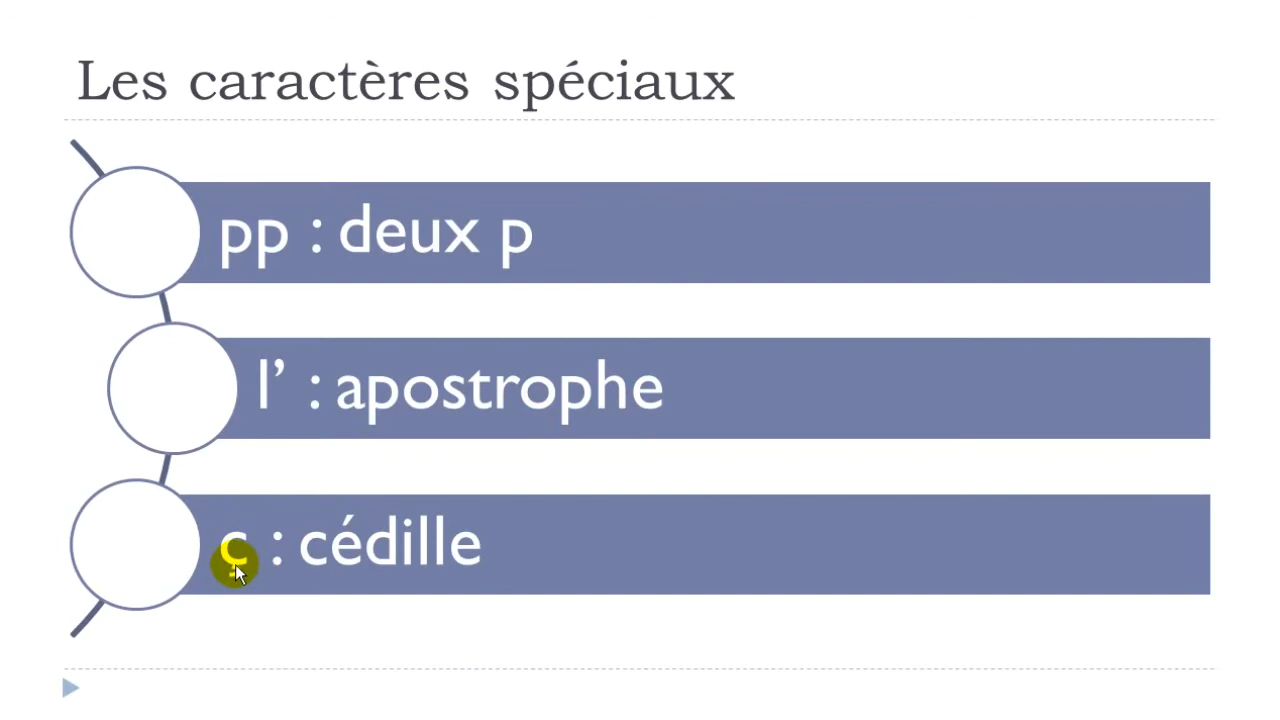 Les caractères spéciaux
pp : deux p
l’ : apostrophe
ç : cédille